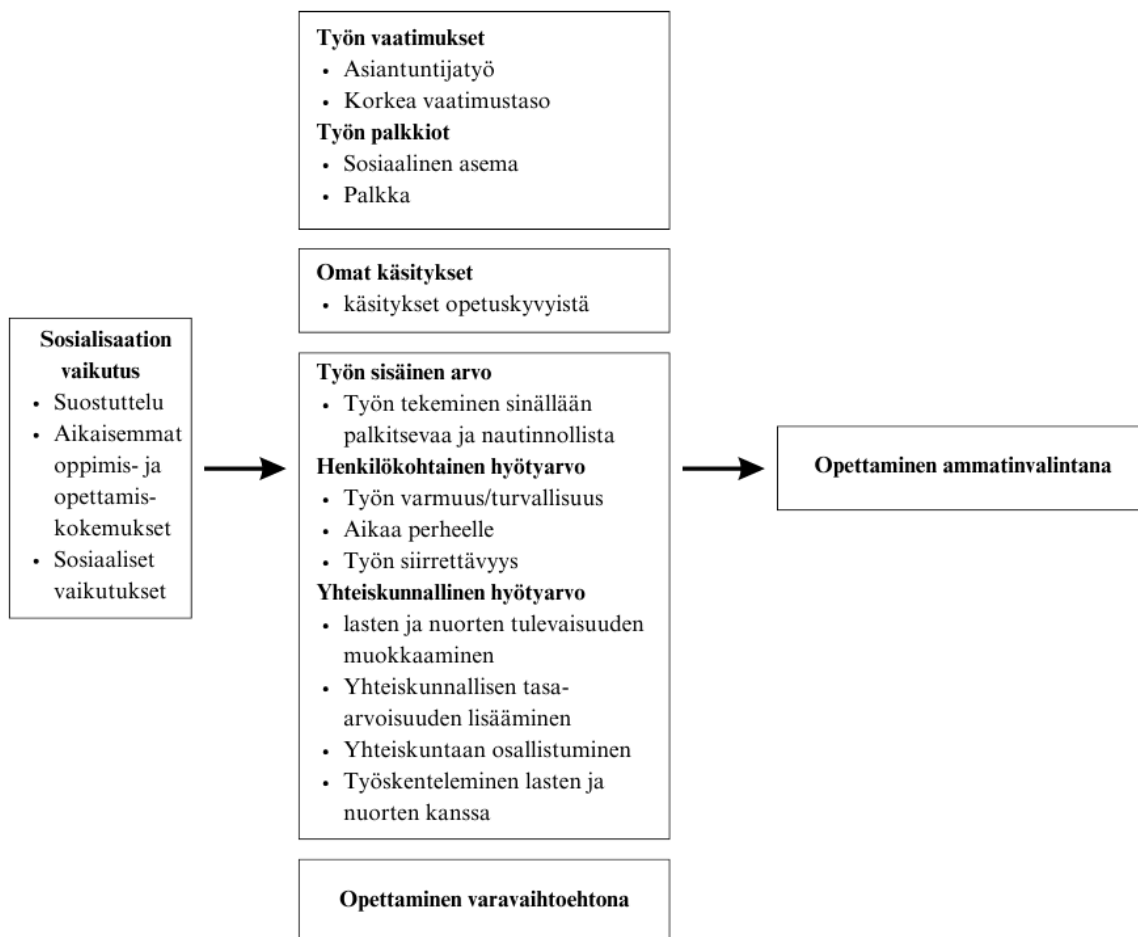 Työn vaatimukset
• Asiantuntijatyö
• Korkea vaatimustaso
Työn palkkiot
• Sosiaalinen asema
• Palkka
Omat käsitykset
• käsitykset opetuskyvyistä
Sosialisaation
vaikutus
• Suostuttelu
• Aikaisemmat
oppimis- ja
opettamis-
kokemukset
• Sosiaaliset
vaikutukset
Työn sisäinen arvo
• Työn tekeminen sinällään
palkitsevaa ja nautinnollista
Henkilökohtainen hyötyarvo
• Työn varmuus/turvallisuus
• Aikaa perheelle
• Työn siirrettävyys
Yhteiskunnallinen hyötyarvo
• lasten ja nuorten tulevaisuuden
muokkaaminen
• Yhteiskunnallisen tasa-
arvoisuuden lisääminen
• Yhteiskuntaan osallistuminen
• Työskenteleminen lasten ja
nuorten kanssa
Opettaminen varavaihtoehtona
Opettaminen ammatinvalintana